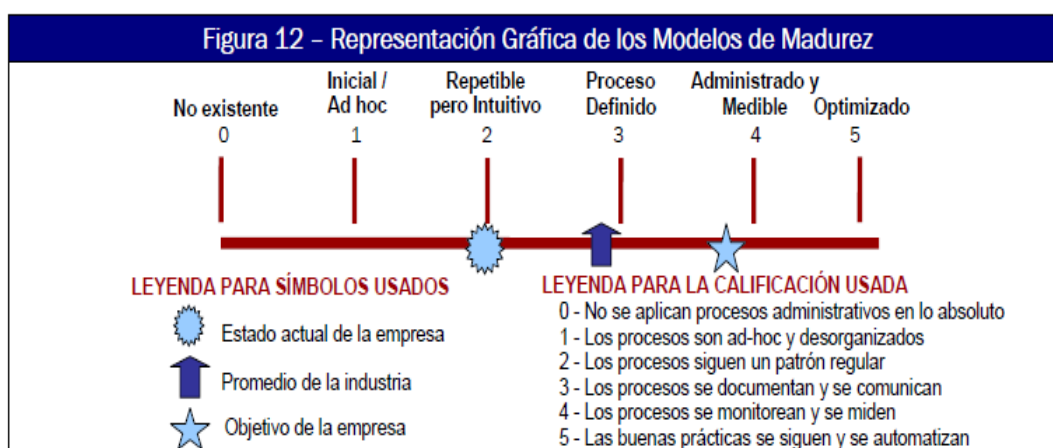 Figura 12 – Representación Gráfica de los Modelos de Madurez
No existente
0
Inicial /
Ad hoc
1
Repetible
pero Intuitivo
2
Proceso
Definido
3
Administrado y
Medible
4
Optimizado
5
LEYENDA PARA SÍMBOLOS USADOS
Estado actual de la empresa
Promedio de la industria
Objetivo de la empresa
LEYENDA PARA LA CALIFICACIÓN USADA
0 - No se aplican procesos administrativos en lo absoluto
1 - Los procesos son ad-hoc y desorganizados
2 - Los procesos siguen un patrón regular
3 - Los procesos se documentan y se comunican
4 - Los procesos se monitorean y se miden
5 - Las buenas prácticas se siguen y se automatizan